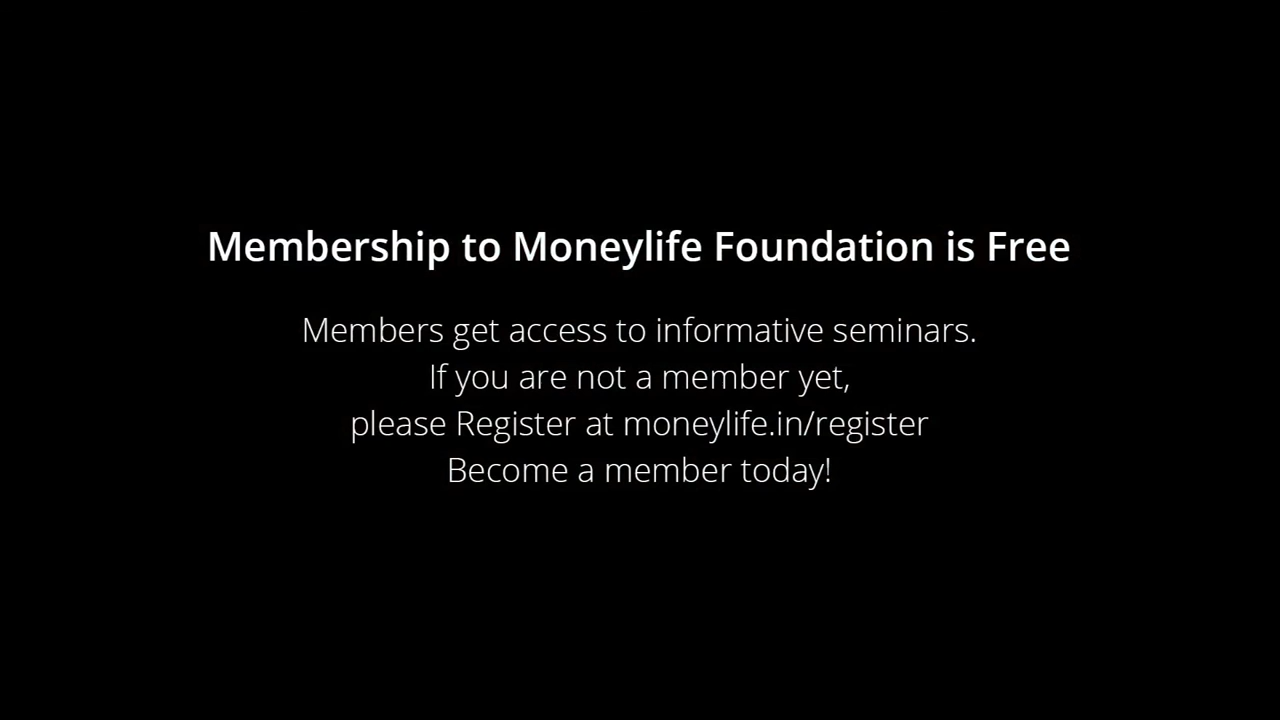 Membership to Moneylife Foundation is Free
Members get access to informative seminars.
If you are not a member yet,
please Register at moneylife.in/register
Become a member today!